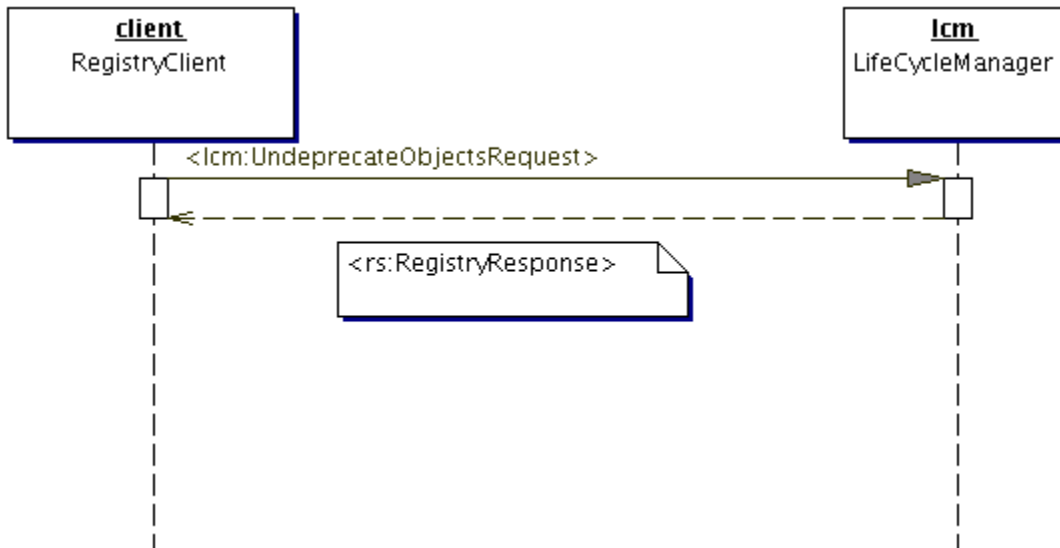 client
RegistryClient
lcm
LifeCycleManager
<lcm:UndeprecateObjectsRequest>
<rs:RegistryResponse>